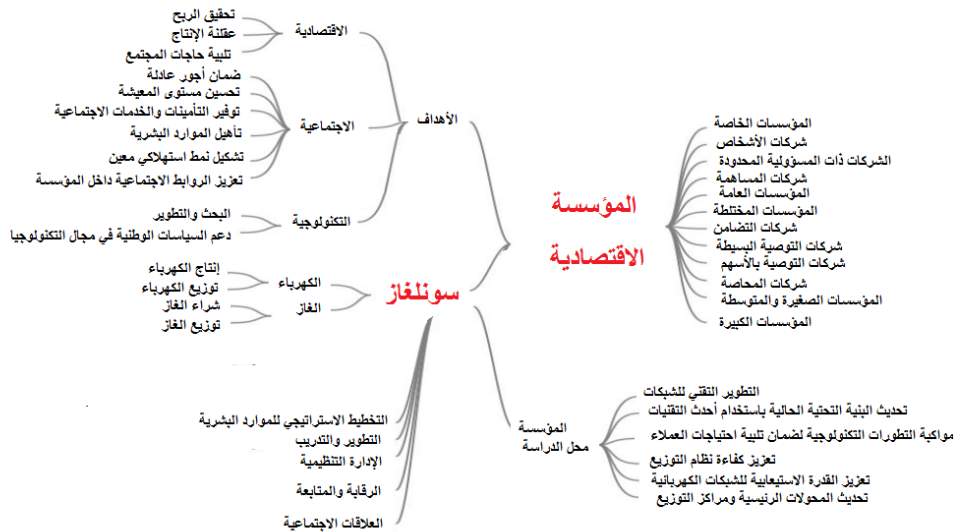 المؤسسة
الاقتصادية
المؤسسات الخاصة
شركات الأشخاص
الشركات ذات المسؤولية المحدودة
شركات المساهمة
المؤسسات العامة
المؤسسات المختلطة
شركات التضامن
شركات التوصية البسيطة
شركات التوصية بالأسهم
شركات المحاصة
المؤسسات الصغيرة والمتوسطة
المؤسسات الكبيرة
الأهداف
الاقتصادية
تحقيق الربح
عقلنة الإنتاج
تلبية حاجات المجتمع
الاجتماعية
ضمان أجور عادلة
تحسين مستوى المعيشة
توفير التأمينات والخدمات الاجتماعية
تأهيل الموارد البشرية
تشكيل نمط استهلاكي معين
تعزيز الروابط الاجتماعية داخل المؤسسة
التكنولوجية
البحث والتطوير
دعم السياسات الوطنية في مجال التكنولوجيا
سونلغاز
الكهرباء
إنتاج الكهرباء
توزيع الكهرباء
الغاز
شراء الغاز
توزيع الغاز
التخطيط الاستراتيجي للموارد البشرية
التطوير والتدريب
الإدارة التنظيمية
الرقابة والمتابعة
العلاقات الاجتماعية
المؤسسة
محل الدراسة
التطوير التقني للشبكات
تحديث البنية التحتية الحالية باستخدام أحدث التقنيات
مواكبة التطورات التكنولوجية لضمان تلبية احتياجات العملاء
تعزيز كفاءة نظام التوزيع
تعزيز القدرة الاستيعابية للشبكات الكهربائية
تحديث المحولات الرئيسية ومراكز التوزيع